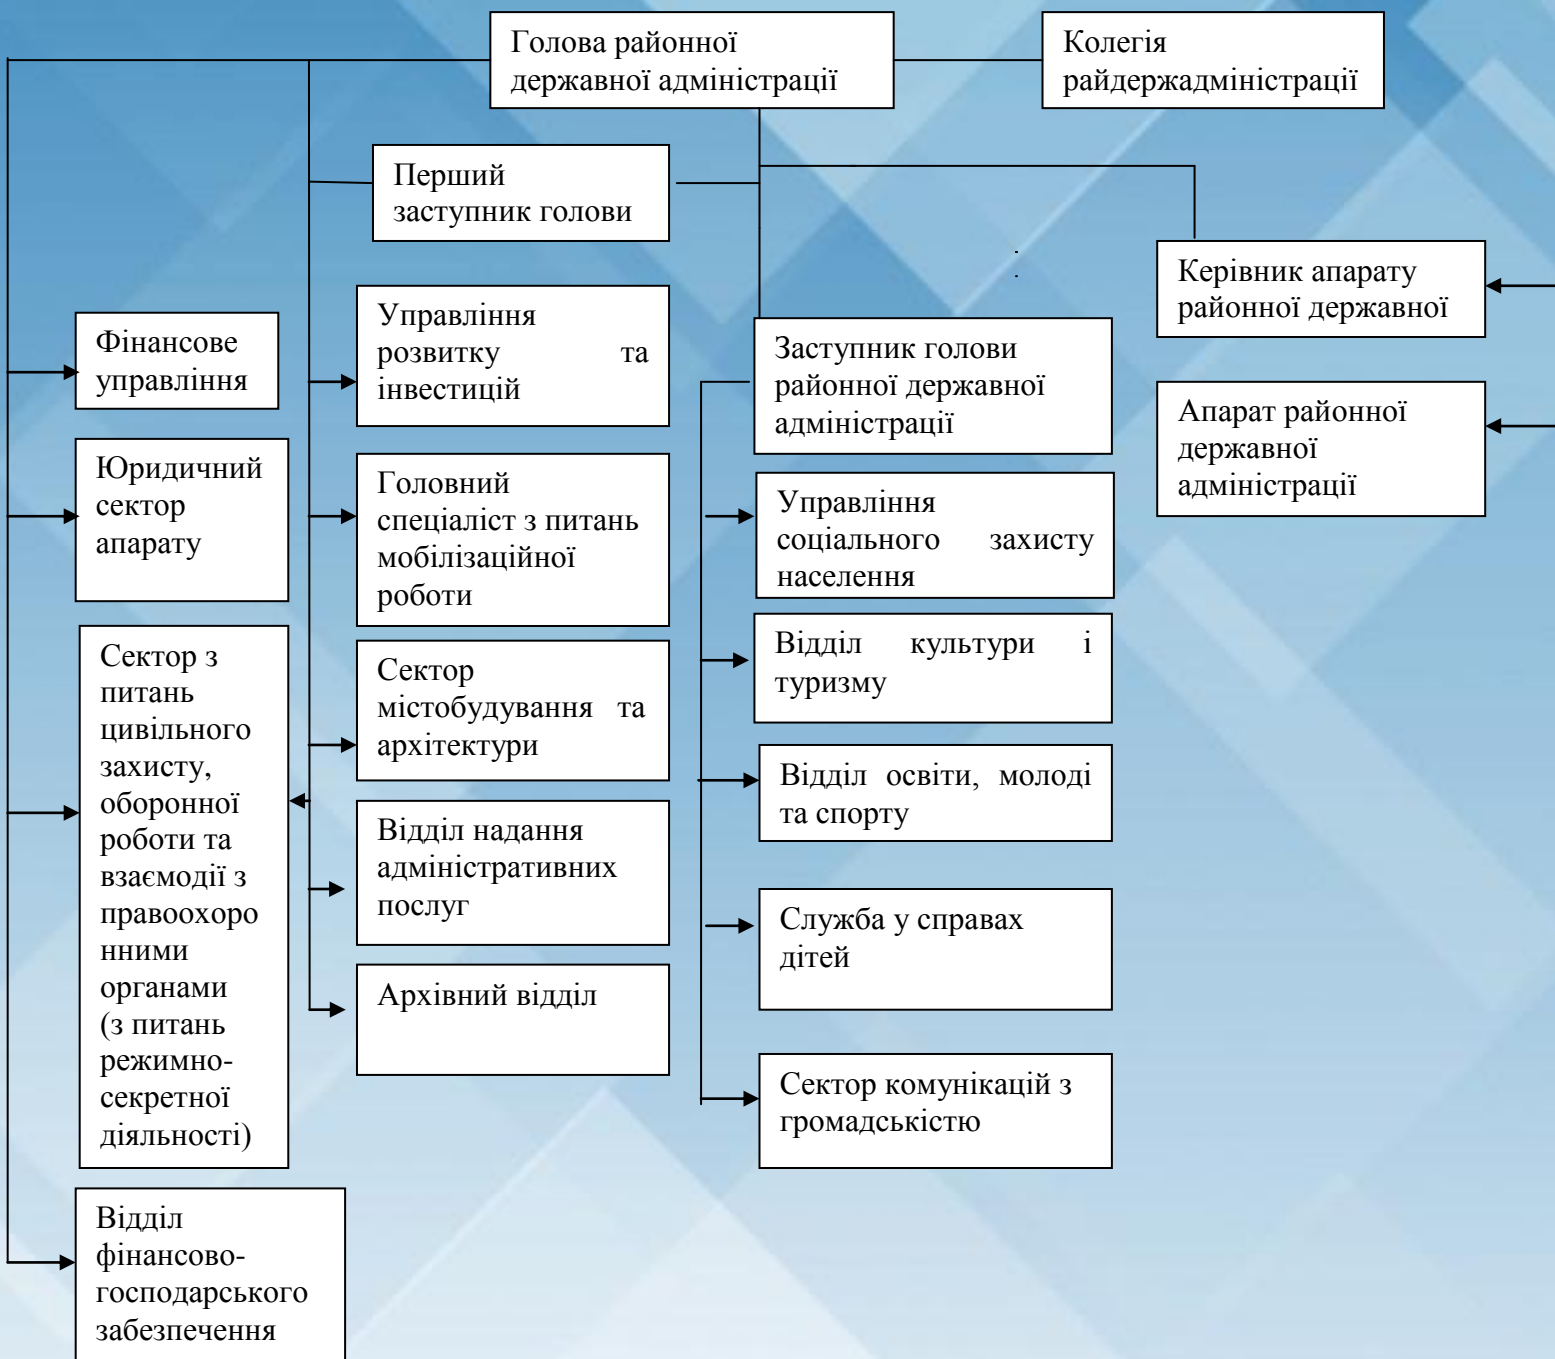 Голова районної
державної адміністрації
Колегія
райдержадміністрації
Перший
заступник голови
Керівник апарату
районної державної
Управління
розвитку та
інвестицій
Фінансове
управління
Заступник голови
районної державної
адміністрації
Апарат районної
державної
адміністрації
Юридичний
сектор
апарату
Головний
спеціаліст з питань
мобілізаційної
роботи
Управління
соціального захисту
населення
Сектор з
питань
цивільного
захисту,
оборонної
роботи та
взаємодії з
правоохоро
нними
органами
(з питань
режимно-
секретної
діяльності)
Сектор
містобудування та
архітектури
Відділ культури і
туризму
Відділ освіти, молоді
та спорту
Відділ надання
адміністративних
послуг
Служба у справах
дітей
Архівний відділ
Сектор комунікацій з
громадськістю
Відділ
фінансово-
господарського
забезпечення